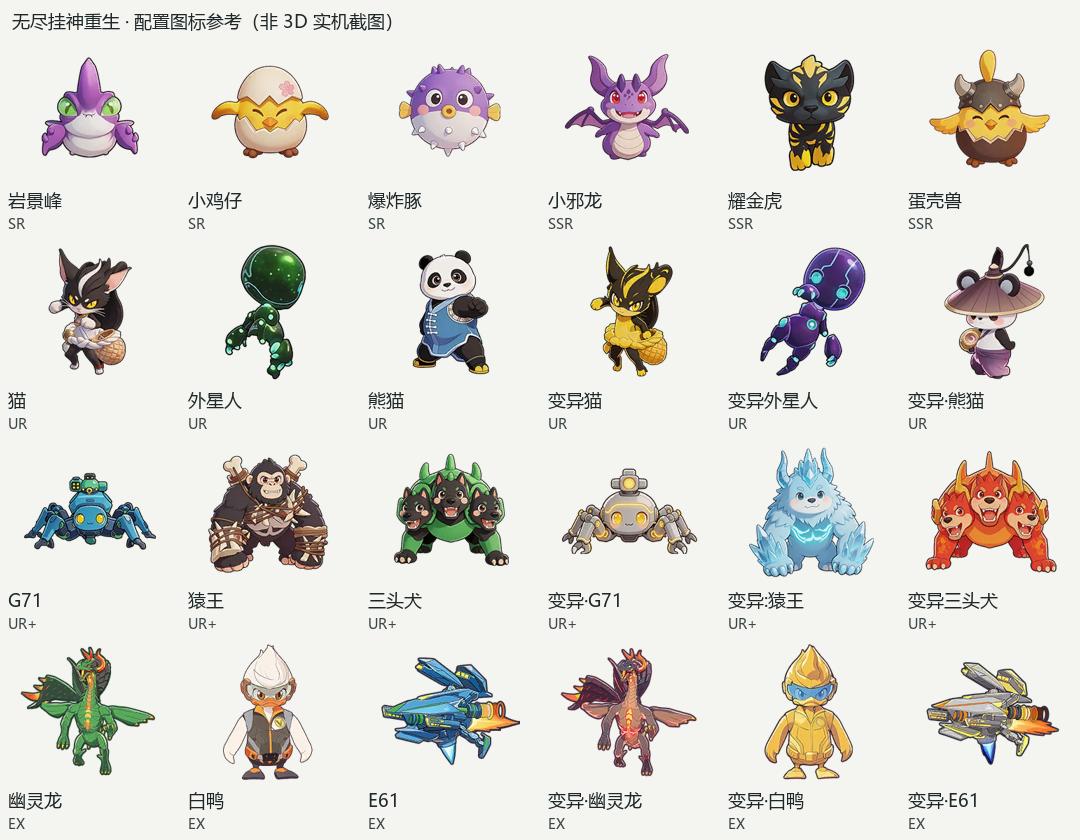 无尽挂神重生 · 配置图标参考（非 3D 实机截图）
岩景峰
SR
小鸡仔
SR
爆炸豚
SR
小邪龙
SSR
耀金虎
SSR
蛋壳兽
SSR
猫
UR
外星人
UR
熊猫
UR
变异猫
UR
变异外星人
UR
变异·熊猫
UR
G71
UR+
猿王
UR+
三头犬
UR+
变异·G71
UR+
变异:猿王
UR+
变异三头犬
UR+
幽灵龙
EX
白鸭
EX
E61
EX
变异·幽灵龙
EX
变异·白鸭
EX
变异·E61
EX